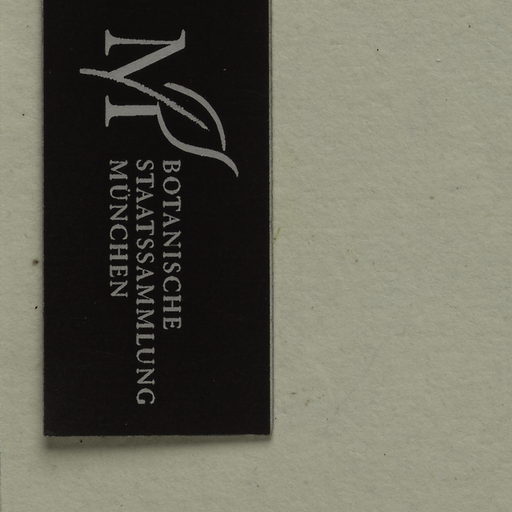 M
BOTANISCHE
STAATSSAMMLUNG
MÜNCHEN